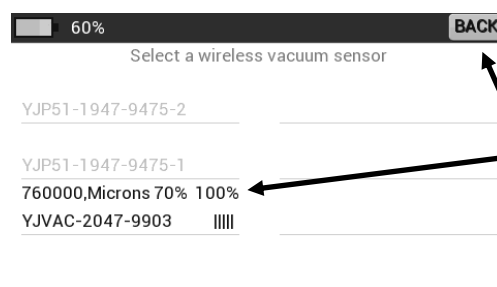 60%
BACK
Select a wireless vacuum sensor
YJP51-1947-9475-2
YJP51-1947-9475-1
760000,Microns 70% 100%
YJVAC-2047-9903 |||||